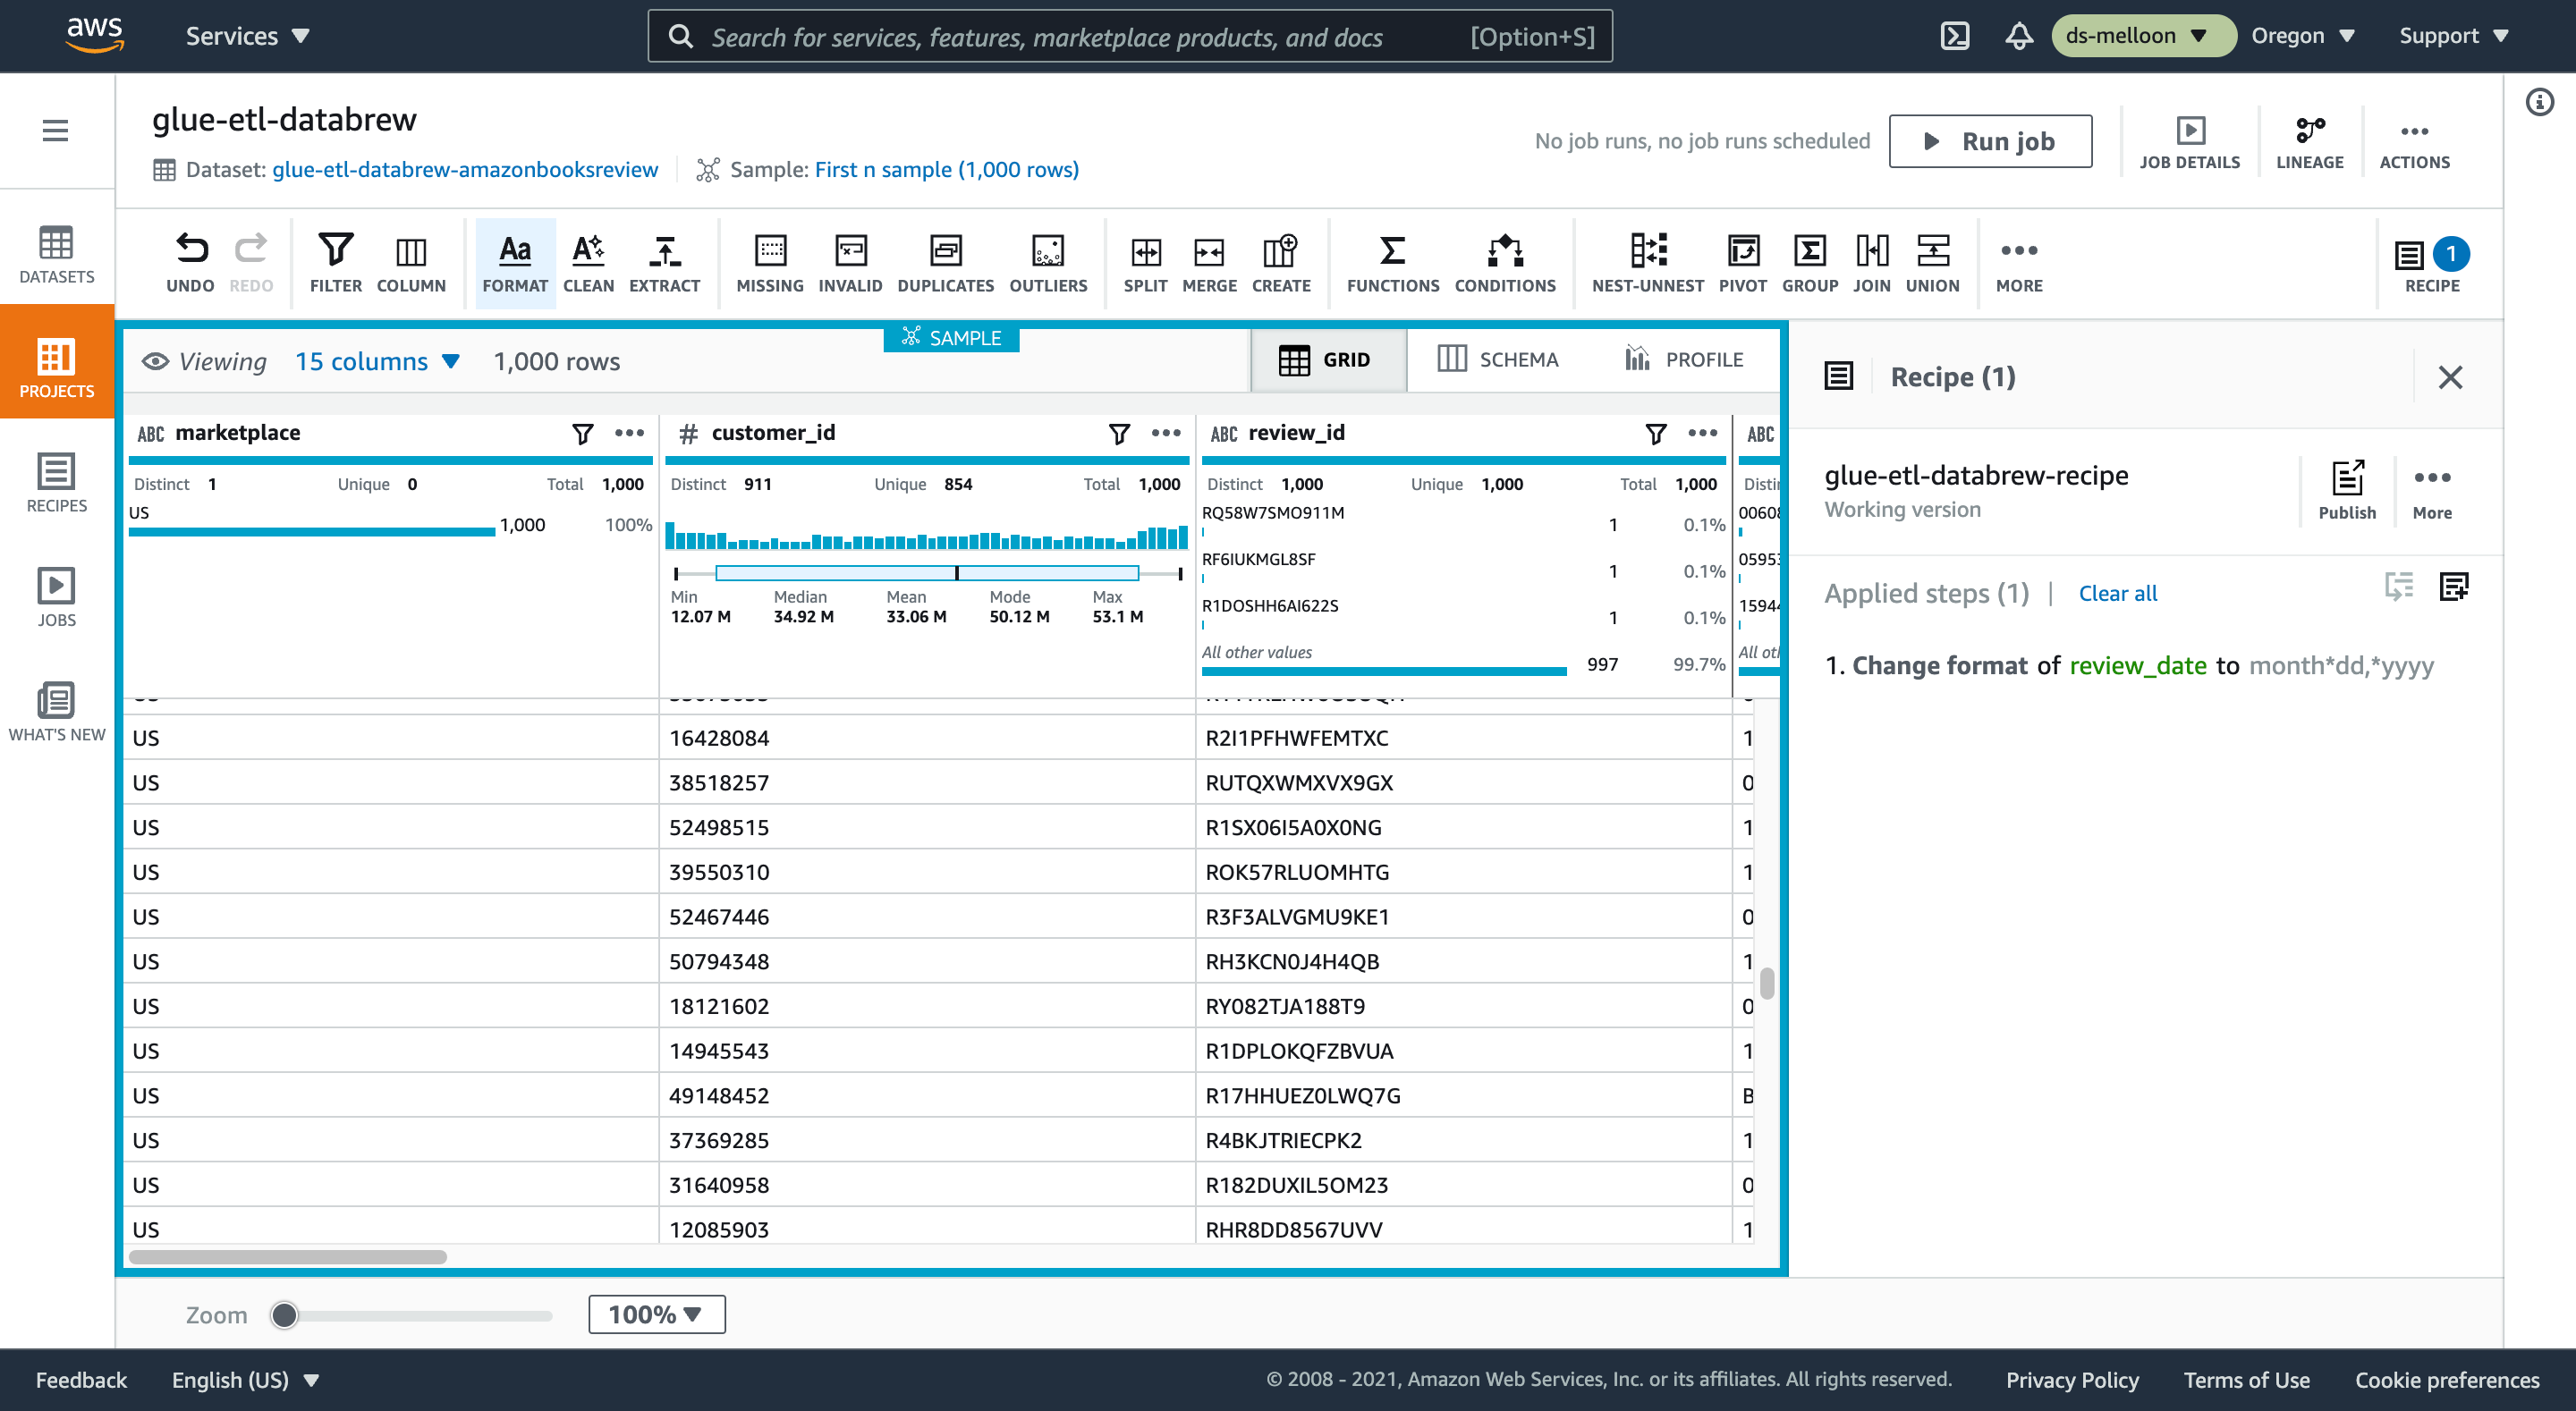 aws Services Search for services, features, marketplace products, and docs [Option+S] ds-melloon Oregon Support
glue-etl-databrew
Dataset: glue-etl-databrew-amazonbooksreview Sample: First n sample (1,000 rows)
No job runs, no job runs scheduled Run job JOB DETAILS LINEAGE ACTIONS
DATASETS
PROJECTS
RECIPES
JOBS
WHAT'S NEW
UNDO REDO FILTER COLUMN FORMAT CLEAN EXTRACT MISSING INVALID DUPLICATES OUTLIERS SPLIT MERGE CREATE FUNCTIONS CONDITIONS NEST-UNNEST PIVOT GROUP JOIN UNION MORE 1 RECIPE
SAMPLE
Viewing 15 columns 1,000 rows GRID SCHEMA PROFILE
ABC marketplace # customer_id ABC review_id ABC
Distinct 1 Unique 0 Total 1,000 Distinct 911 Unique 854 Total 1,000 Distinct 1,000 Unique 1,000 Total 1,000
US 1,000 100%
Min Median Mean Mode Max
12.07 M 34.92 M 33.06 M 50.12 M 53.1 M
RQ58W7SMO911M 1 0.1%
RF6IUKMGL8SF 1 0.1%
R1DOSHH6AI622S 1 0.1%
All other values 997 99.7%
US 16428084 R2I1PFHWFEMTXC 1
US 38518257 RUTQXWMXVX9GX 0
US 52498515 R1SX06I5A0X0NG 1
US 39550310 ROK57RLUOMHTG 1
US 52467446 R3F3ALVGMU9KE1 0
US 50794348 RH3KCN0J4H4QB 1
US 18121602 RY082TJA188T9 0
US 14945543 R1DPLOKQFZBVUA 1
US 49148452 R17HHUEZ0LWQ7G B
US 37369285 R4BKJTRIECPK2 1
US 31640958 R182DUXIL5OM23 0
US 12085903 RHR8DD8567UVV 1
Recipe (1)
glue-etl-databrew-recipe
Working version
Publish More
Applied steps (1) | Clear all
1. Change format of review_date to month*dd,*yyyy
Zoom 100%
Feedback English (US) © 2008 - 2021, Amazon Web Services, Inc. or its affiliates. All rights reserved. Privacy Policy Terms of Use Cookie preferences